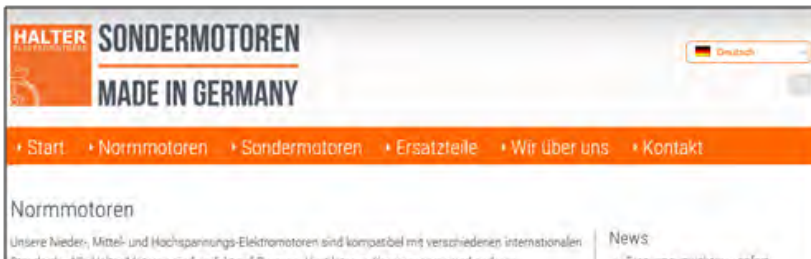 HALTER
SONDERMOTOREN
MADE IN GERMANY
Deutsch
Start Normmotoren Sondermotoren Ersatzteile Wir über uns Kontakt
Normmotoren
Unsere Nieder-, Mittel- und Hochspannungs-Elektromotoren sind kompatibel mit verschiedenen internationalen
News